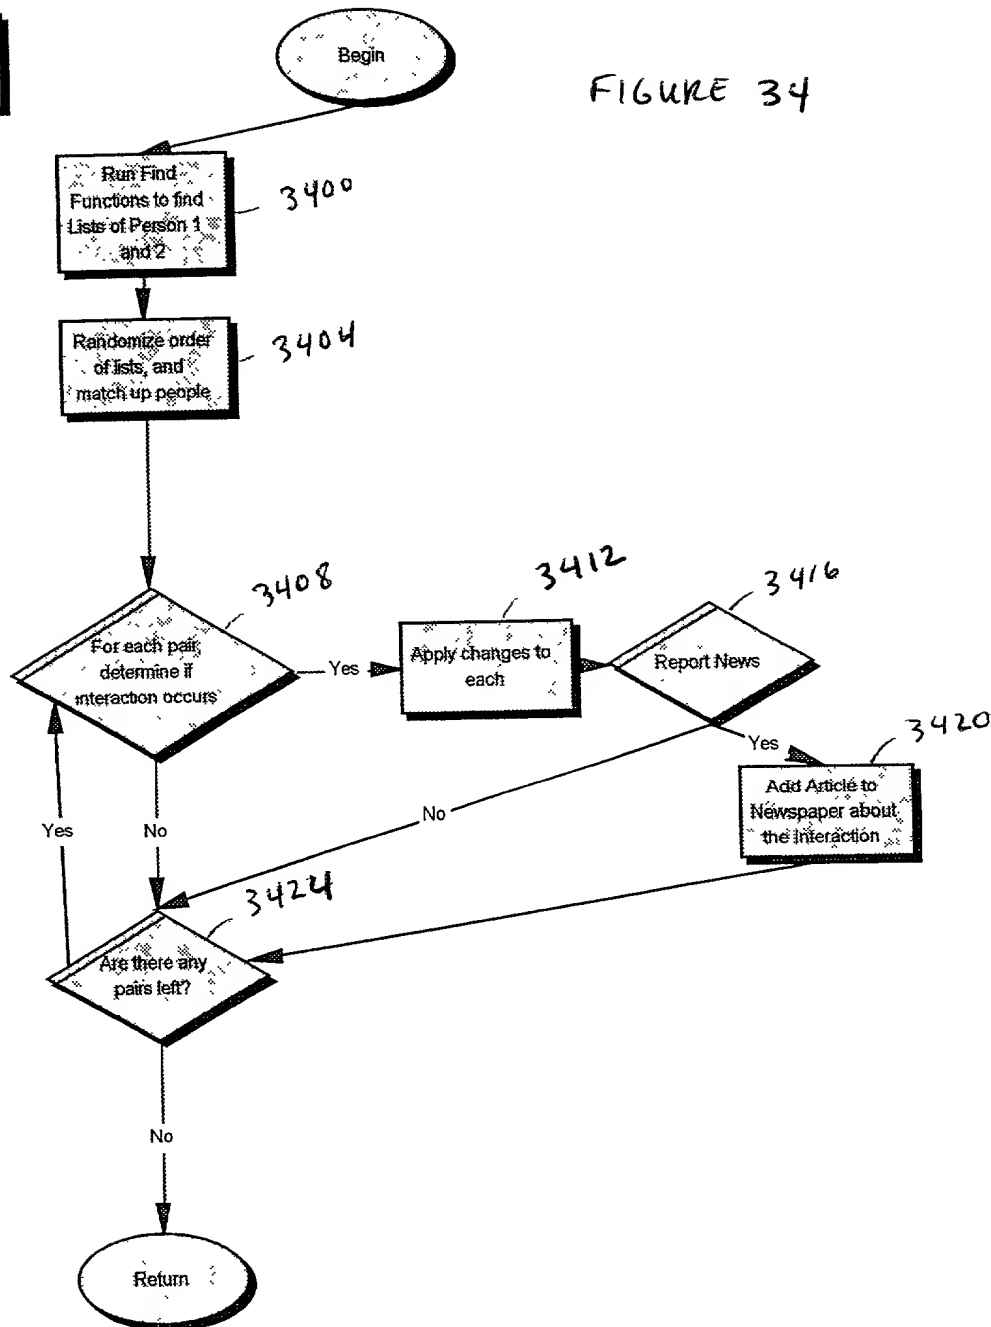 Begin
FIGURE 34
Run Find
Functions to find
Lists of Person 1
and 2
3400
Randomize order
of lists, and
match up people
3404
For each pair,
determine if
interaction occurs
3408
Yes
Apply changes to
each
3412
Report News
3416
Yes
Add Article to
Newspaper about
the Interaction
3420
No
No
Yes
Are there any
pairs left?
3424
No
Return